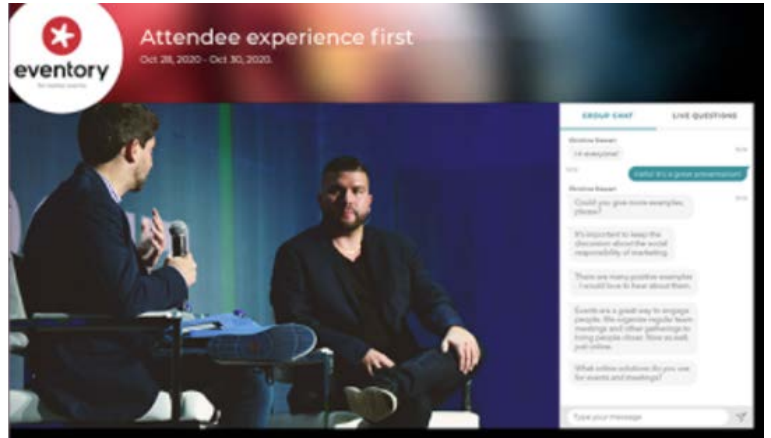 eventory
Attendee experience first
Oct 28, 2020 - Oct 30, 2020.
GROUP CHAT
LIVE QUESTIONS
Hi everyone!
Hello! It's a great presentation!
Could you give more examples,
please?
It's important to keep the
discussion about the social
responsibility of marketing.
There are many positive examples
- I would love to hear about them.
Events are a great way to engage
people. We organize regular team
meetings and other gatherings to
bring people closer. Now as well,
just online.
What online solutions do you use
for events and meetings?
Type your message